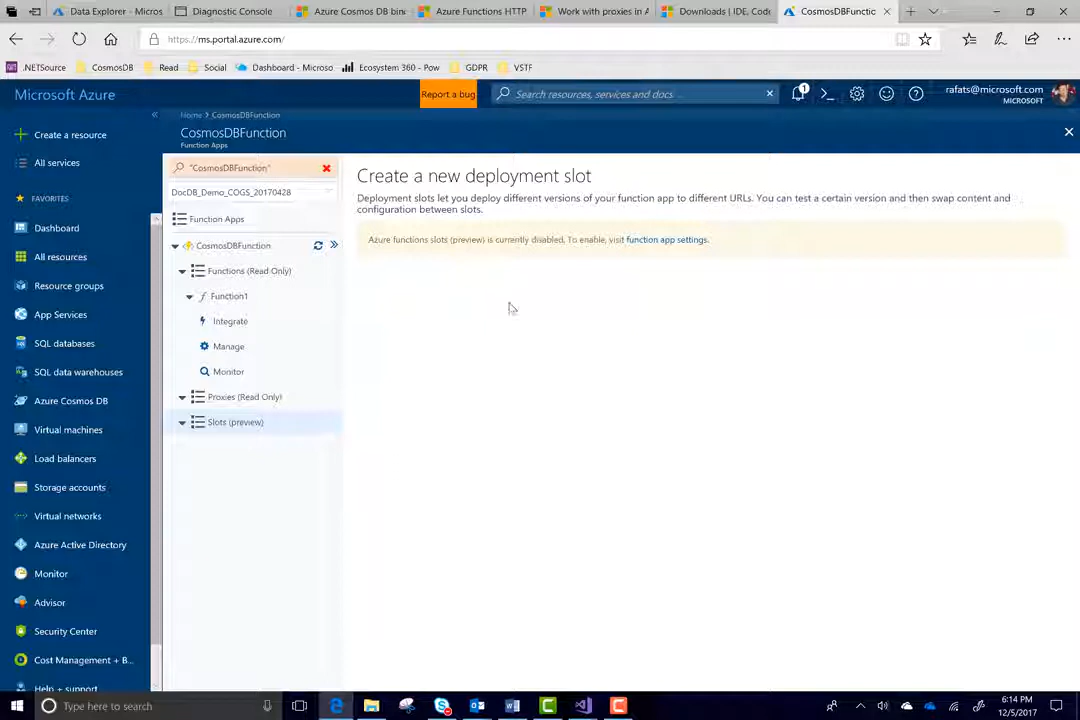 Data Explorer - Micros
Diagnostic Console
Azure Cosmos DB bin
Azure Functions HTTP
Work with proxies in A
Downloads | IDE, Code
CosmosDBFunctic
https://ms.portal.azure.com/
.NETSource
CosmosDB
Read
Social
Dashboard - Microso
Ecosystem 360 - Pow
GDPR
VSTF
Microsoft Azure
Report a bug
Search resources, services and docs
1
rafats@microsoft.com
MICROSOFT
Home > CosmosDBFunction
CosmosDBFunction
Function Apps
Create a resource
All services
FAVORITES
Dashboard
All resources
Resource groups
App Services
SQL databases
SQL data warehouses
Azure Cosmos DB
Virtual machines
Load balancers
Storage accounts
Virtual networks
Azure Active Directory
Monitor
Advisor
Security Center
Cost Management + B...
Help + support
"CosmosDBFunction"
DocDB_Demo_COGS_20170428
Function Apps
CosmosDBFunction
Functions (Read Only)
Function1
Integrate
Manage
Monitor
Proxies (Read Only)
Slots (preview)
Create a new deployment slot
Deployment slots let you deploy different versions of your function app to different URLs. You can test a certain version and then swap content and
configuration between slots.
Azure functions slots (preview) is currently disabled, To enable, visit function app settings.
Type here to search
6:14 PM
12/5/2017